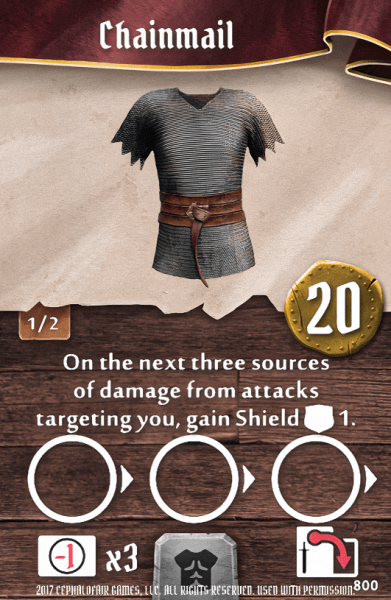 Chainmail
1/2
20
On the next three sources
of damage from attacks
targeting you, gain Shield 1.
-1 x3
2017 CEPHALOFAIR GAMES, LLC. ALL RIGHTS RESERVED. USED WITH PERMISSION
800